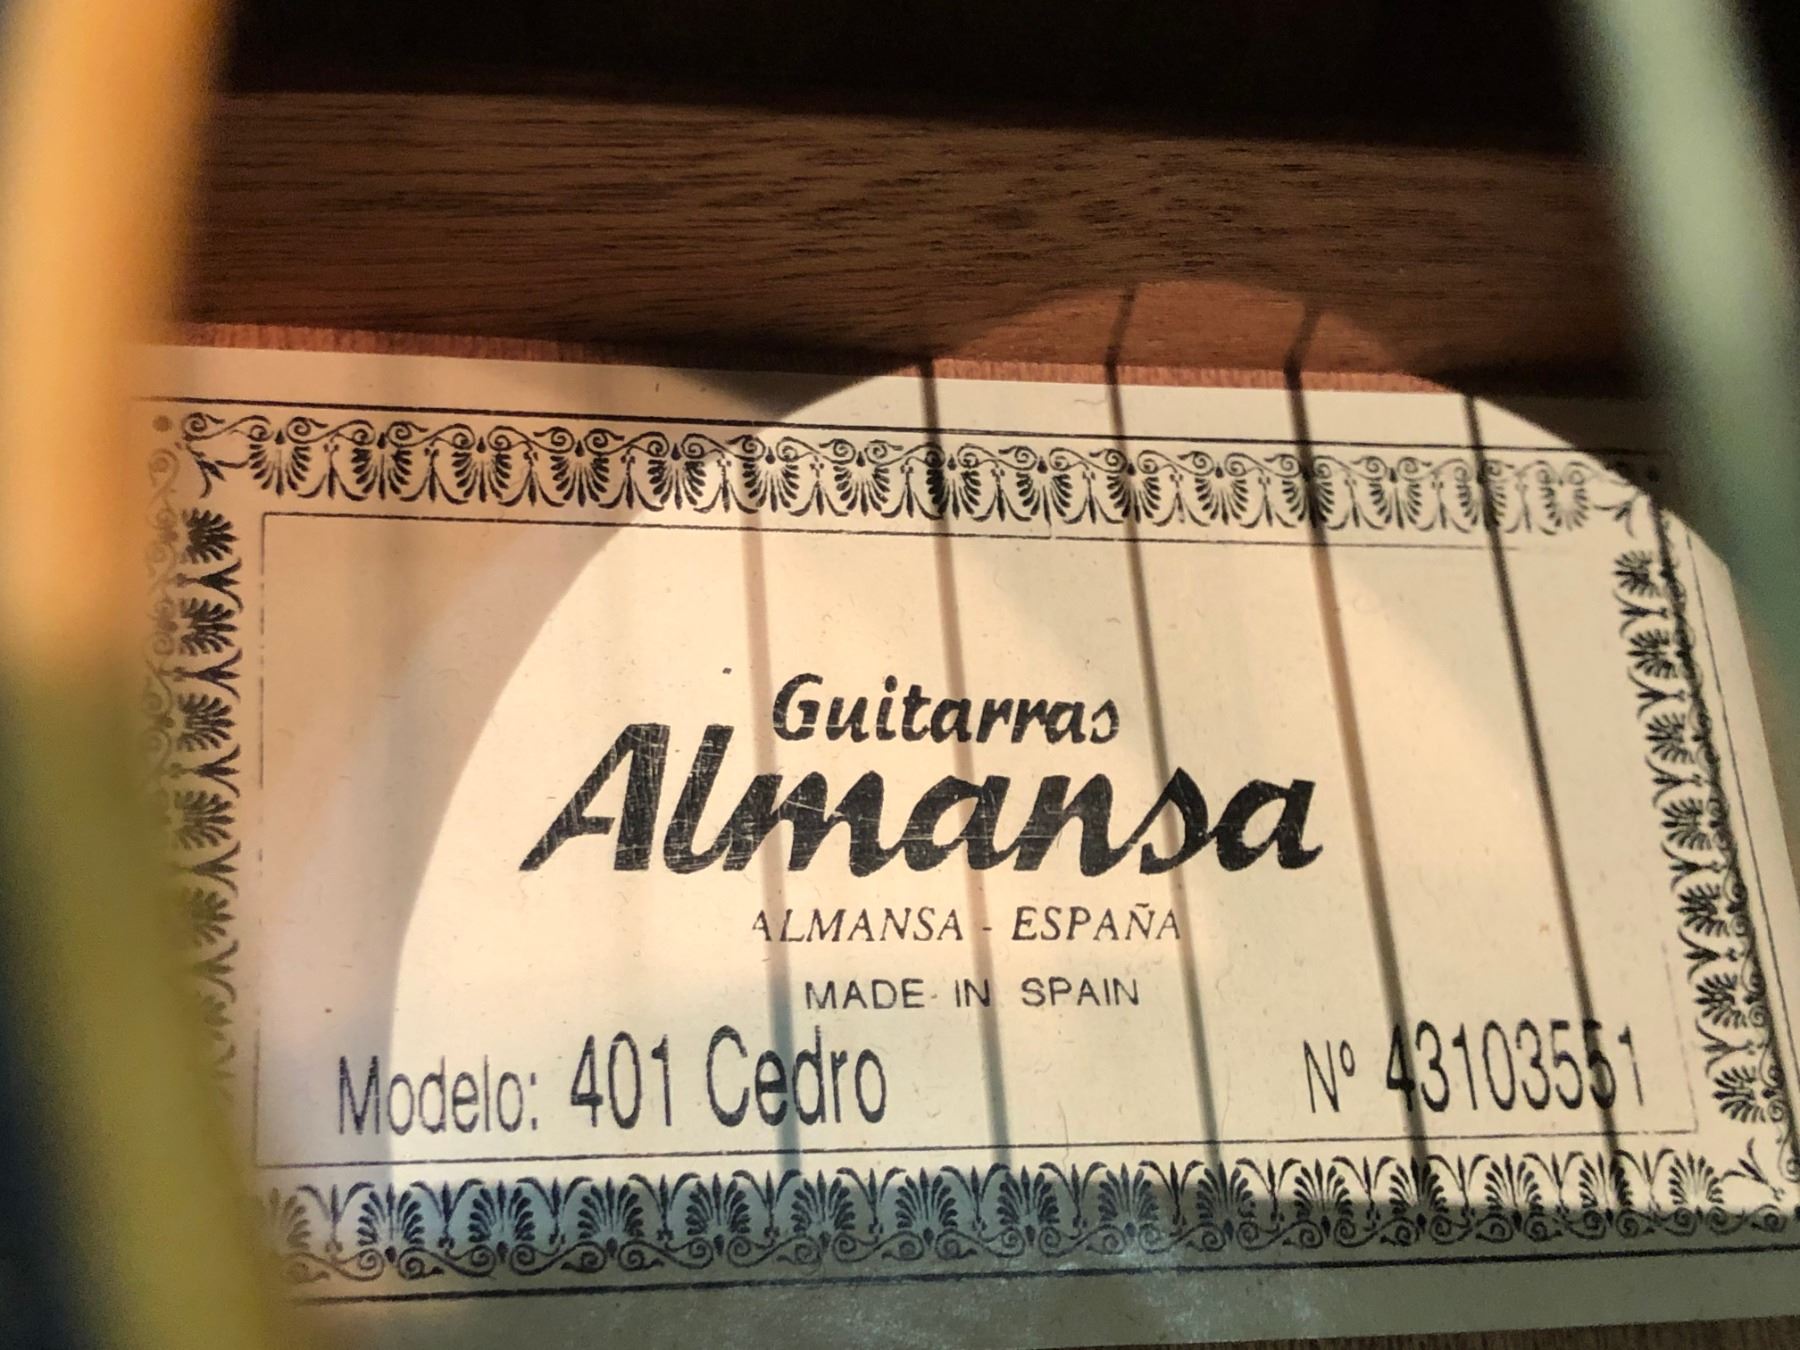 Guitarras
Almansa
ALMANSA - ESPAÑA
MADE IN SPAIN
Modelo: 401 Cedro
Nº 43103551